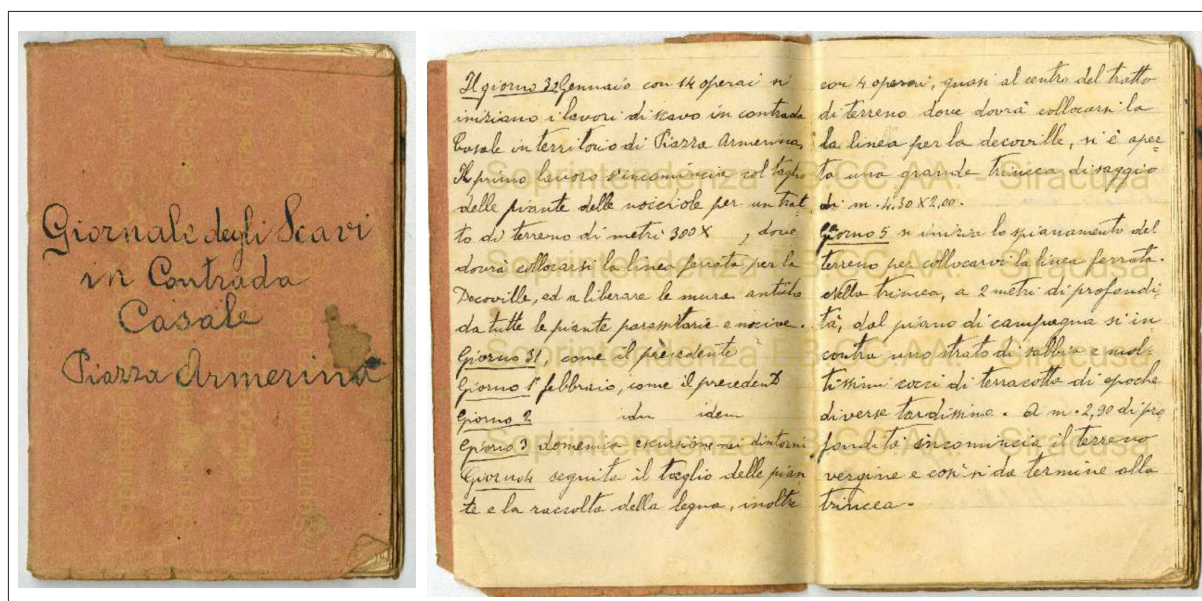 Giornale degli Scavi
in Contrada
Casale
Piazza Armerina
Il giorno Gennaio con 14 operai si
iniziano i lavori di scavo in contrada
Casale in territorio di Piazza Armerina.
Il primo lavoro s'incomincia col taglio
delle piante delle nocciole per un trat-
to di terreno di metri 300 X , dove
dovrà collocarsi la linea ferrata per la
Decoville, ed a liberare le mura antiche
da tutte le piante parassitarie e nocive.
Giorno 31, come il precedente
Giorno 1° febbraio, come il precedente
Giorno 2 idem idem
Giorno 3 domenica escursione nei dintorni
Giorno 4 seguita il taglio delle pian
te e la raccolta della legna, inoltre
con 4 operai, quasi al centro del tratto
di terreno dove dovrà collocarsi la
la linea per la decoville, si è aper-
ta una grande trincea di saggio
di m. 4,30 X 2,00.
Giorno 5 si inizia lo spianamento del
terreno per collocarvi la linea ferrata.
Nella trincea, a 2 metri di profondi-
tà, dal piano di campagna si in
contra uno strato di sabbia e mol-
tissimi cocci di terracotta di epoche
diverse tardissime. A m. 2,90 di pro
fondità incomincia il terreno
vergine e così si da termine alla
trincea.
Soprintendenza BB.CC.AA. - Siracusa